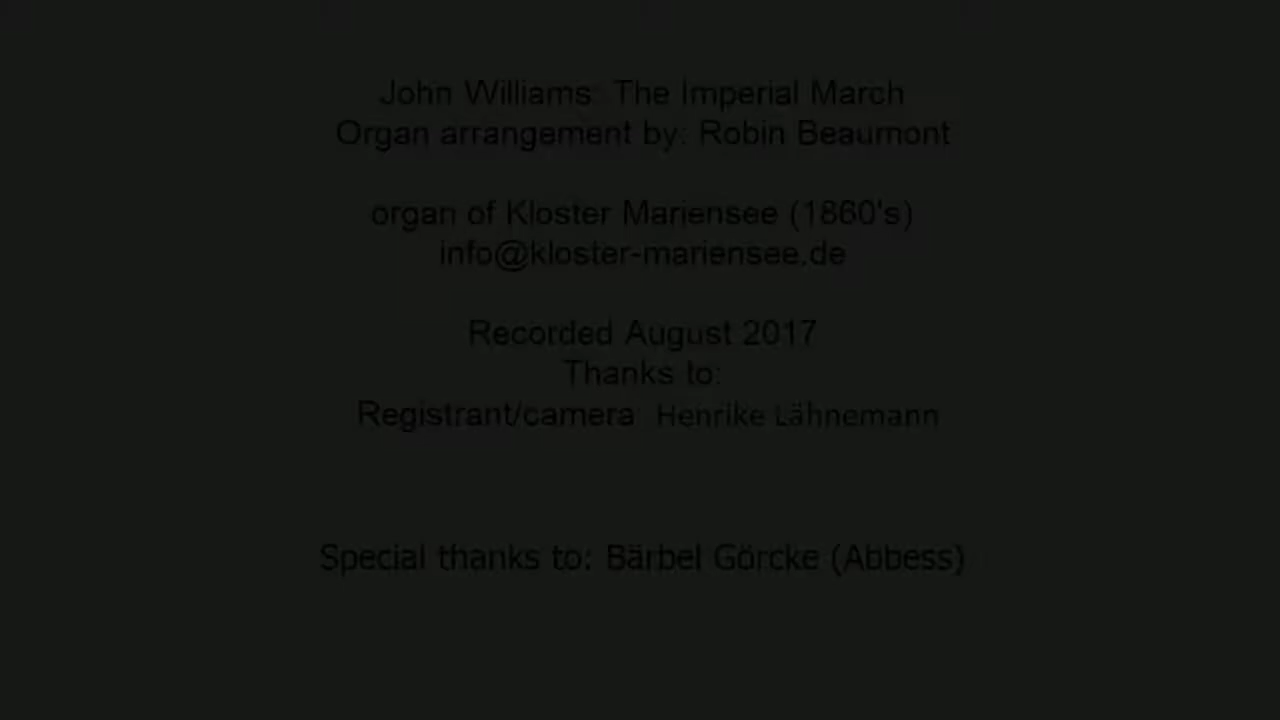 John Williams: The Imperial March
Organ arrangement by: Robin Beaumont
organ of Kloster Mariensee (1860's)
info@kloster-mariensee.de
Recorded August 2017
Thanks to:
Registrant/camera Henrike Lähnemann
Special thanks to: Bärbel Görcke (Abbess)